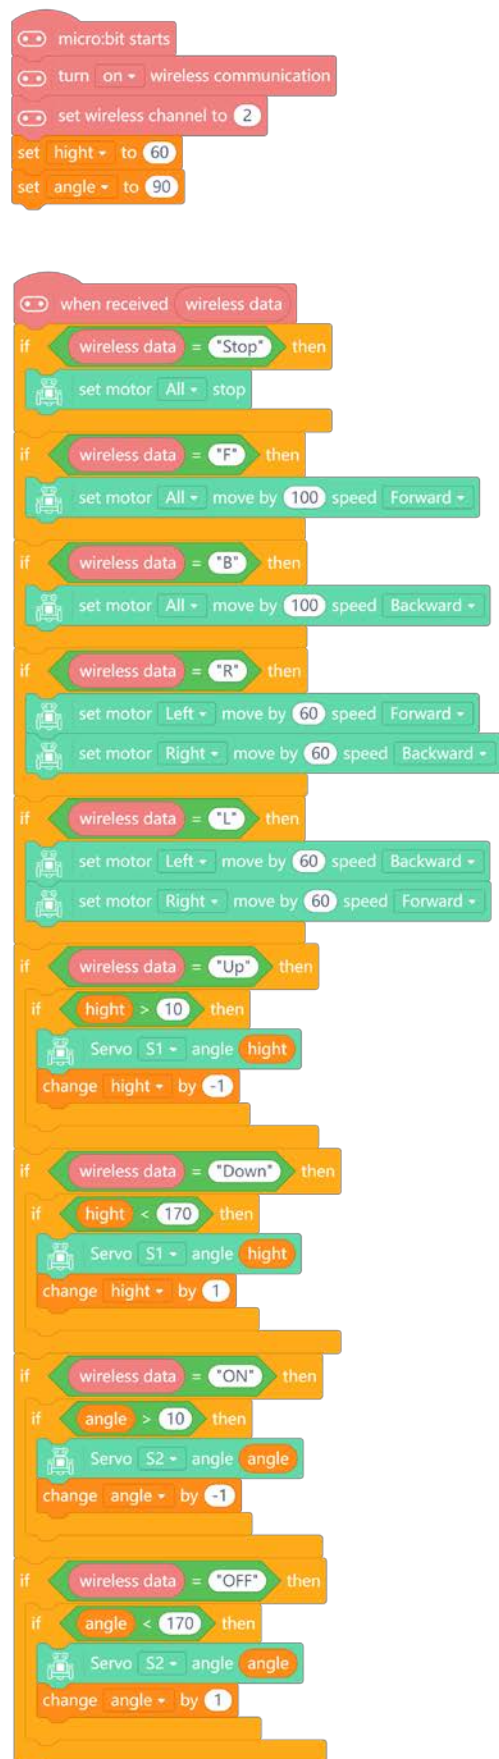 micro:bit starts
turn on wireless communication
set wireless channel to 2
set hight to 60
set angle to 90
when received wireless data
if wireless data = "Stop" then
set motor All stop
if wireless data = "F" then
set motor All move by 100 speed Forward
if wireless data = "B" then
set motor All move by 100 speed Backward
if wireless data = "R" then
set motor Left move by 60 speed Forward
set motor Right move by 60 speed Backward
if wireless data = "L" then
set motor Left move by 60 speed Backward
set motor Right move by 60 speed Forward
if wireless data = "Up" then
if hight > 10 then
Servo S1 angle hight
change hight by -1
if wireless data = "Down" then
if hight < 170 then
Servo S1 angle hight
change hight by 1
if wireless data = "ON" then
if angle > 10 then
Servo S2 angle angle
change angle by -1
if wireless data = "OFF" then
if angle < 170 then
Servo S2 angle angle
change angle by 1